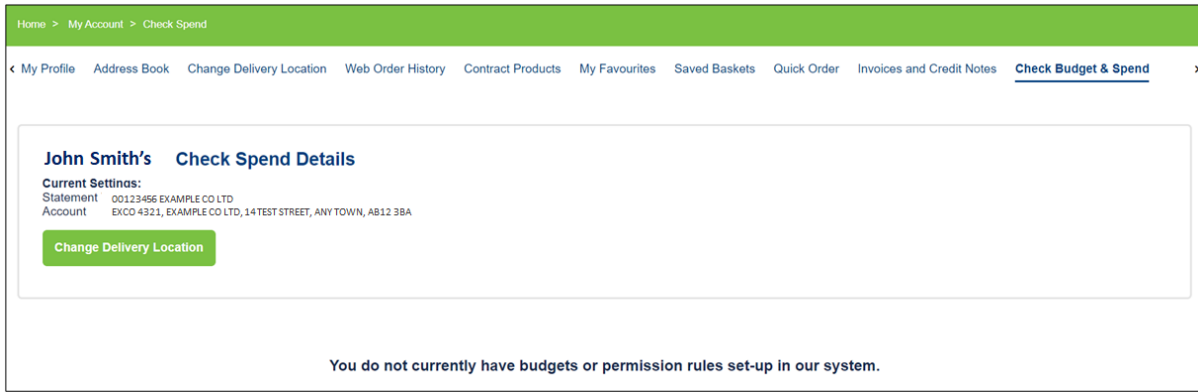 Home > My Account > Check Spend
< My Profile Address Book Change Delivery Location Web Order History Contract Products My Favourites Saved Baskets Quick Order Invoices and Credit Notes Check Budget & Spend >
John Smith's Check Spend Details
Current Settings:
Statement 00123456 EXAMPLE CO LTD
Account EXCO 4321, EXAMPLE CO LTD, 14 TEST STREET, ANY TOWN, AB12 3BA
Change Delivery Location
You do not currently have budgets or permission rules set-up in our system.